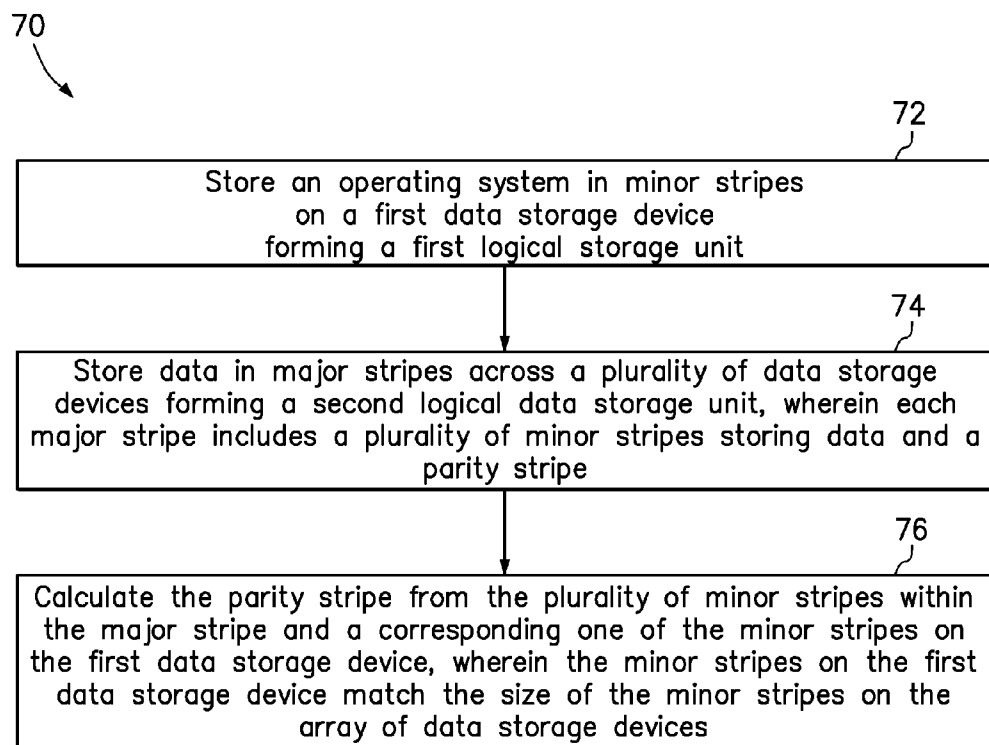 70
72
Store an operating system in minor stripes
on a first data storage device
forming a first logical storage unit
74
Store data in major stripes across a plurality of data storage
devices forming a second logical data storage unit, wherein each
major stripe includes a plurality of minor stripes storing data and a
parity stripe
76
Calculate the parity stripe from the plurality of minor stripes within
the major stripe and a corresponding one of the minor stripes on
the first data storage device, wherein the minor stripes on the first
data storage device match the size of the minor stripes on the
array of data storage devices